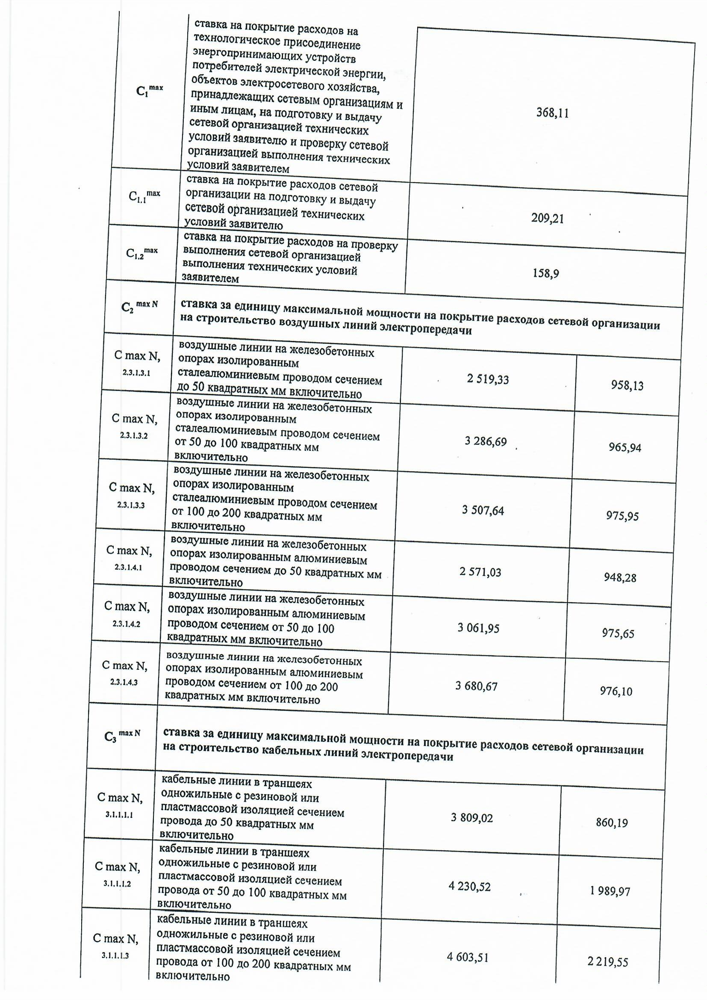 C₁ᵐᵃˣ
ставка на покрытие расходов на
технологическое присоединение
энергопринимающих устройств
потребителей электрической энергии,
объектов электросетевого хозяйства,
принадлежащих сетевым организациям и
иным лицам, на подготовку и выдачу
сетевой организацией технических
условий заявителю и проверку сетевой
организацией выполнения технических
условий заявителем
368,11
C₁.₁ᵐᵃˣ
ставка на покрытие расходов сетевой
организации на подготовку и выдачу
сетевой организацией технических
условий заявителю
209,21
C₁.₂ᵐᵃˣ
ставка на покрытие расходов на проверку
выполнения сетевой организацией
выполнения технических условий
заявителем
158,9
C₂ max N
ставка за единицу максимальной мощности на покрытие расходов сетевой организации
на строительство воздушных линий электропередачи
C max N,
2.3.1.3.1
воздушные линии на железобетонных
опорах изолированным
сталеалюминиевым проводом сечением
до 50 квадратных мм включительно
2 519,33
958,13
C max N,
2.3.1.3.2
воздушные линии на железобетонных
опорах изолированным
сталеалюминиевым проводом сечением
от 50 до 100 квадратных мм
включительно
3 286,69
965,94
C max N,
2.3.1.3.3
воздушные линии на железобетонных
опорах изолированным
сталеалюминиевым проводом сечением
от 100 до 200 квадратных мм
включительно
3 507,64
975,95
C max N,
2.3.1.4.1
воздушные линии на железобетонных
опорах изолированным алюминиевым
проводом сечением до 50 квадратных мм
включительно
2 571,03
948,28
C max N,
2.3.1.4.2
воздушные линии на железобетонных
опорах изолированным алюминиевым
проводом сечением от 50 до 100
квадратных мм включительно
3 061,95
975,65
C max N,
2.3.1.4.3
воздушные линии на железобетонных
опорах изолированным алюминиевым
проводом сечением от 100 до 200
квадратных мм включительно
3 680,67
976,10
C₃ max N
ставка за единицу максимальной мощности на покрытие расходов сетевой организации
на строительство кабельных линий электропередачи
C max N,
3.1.1.1.1
кабельные линии в траншеях
одножильные с резиновой или
пластмассовой изоляцией сечением
провода до 50 квадратных мм
включительно
3 809,02
860,19
C max N,
3.1.1.1.2
кабельные линии в траншеях
одножильные с резиновой или
пластмассовой изоляцией сечением
провода от 50 до 100 квадратных мм
включительно
4 230,52
1 989,97
C max N,
3.1.1.1.3
кабельные линии в траншеях
одножильные с резиновой или
пластмассовой изоляцией сечением
провода от 100 до 200 квадратных мм
включительно
4 603,51
2 219,55